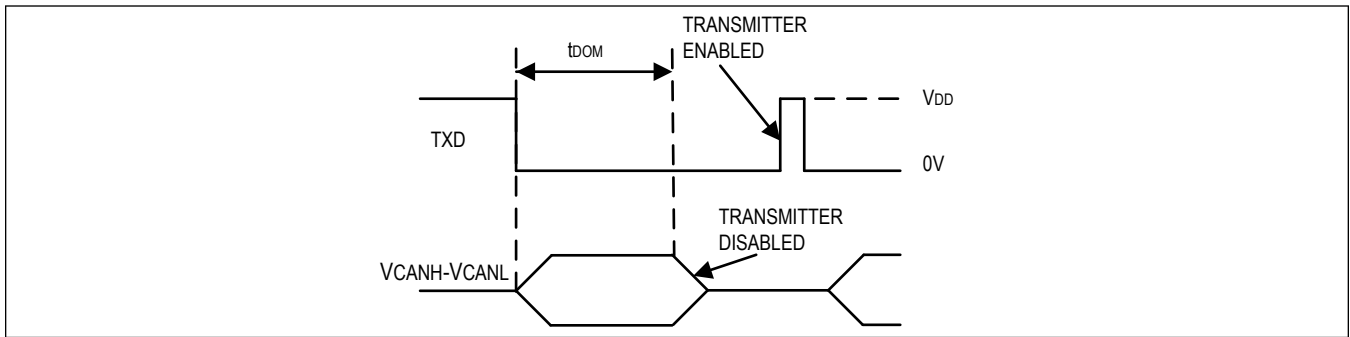 TRANSMITTER
ENABLED
tDOM
VDD
TXD
0V
TRANSMITTER
DISABLED
VCANH-VCANL